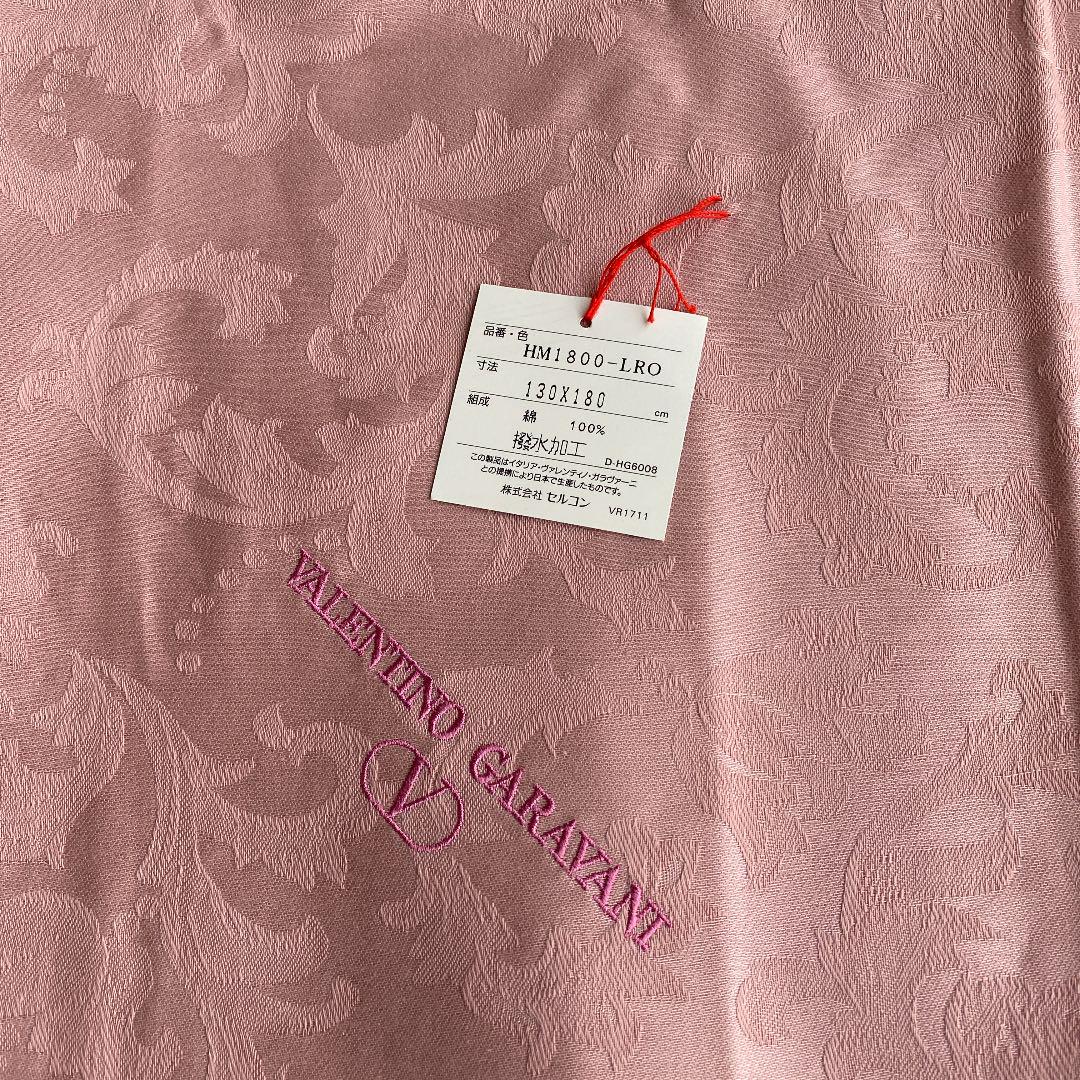 品番・色
HM1800-LRO
寸法
130X180 cm
組成
綿 100%
撥水加工 D-HG6008
この製品はイタリア・ヴァレンティノ・ガラヴァーニ
との提携により日本で生産したものです。
株式会社 セルコン VR1711
VALENTINO GARAVANI
V